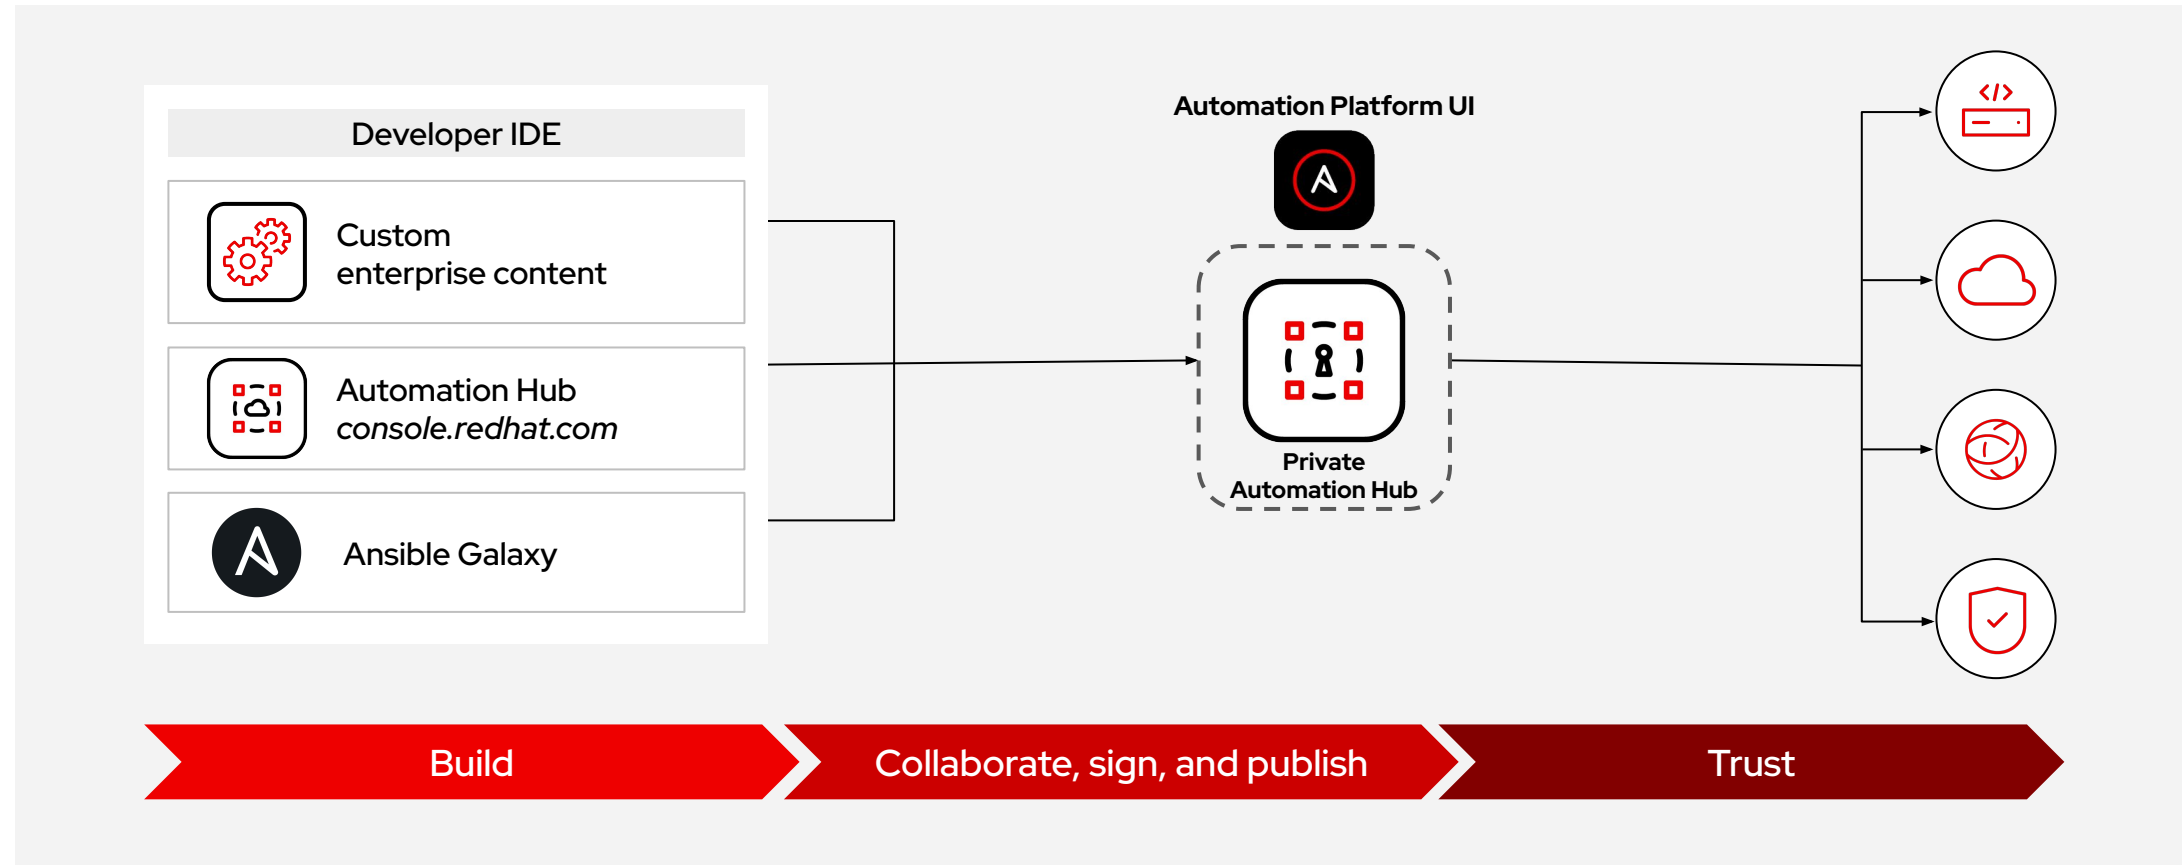 Developer IDE
Custom
enterprise content
Automation Hub
console.redhat.com
Ansible Galaxy
Automation Platform UI
Private
Automation Hub
</>
Build
Collaborate, sign, and publish
Trust